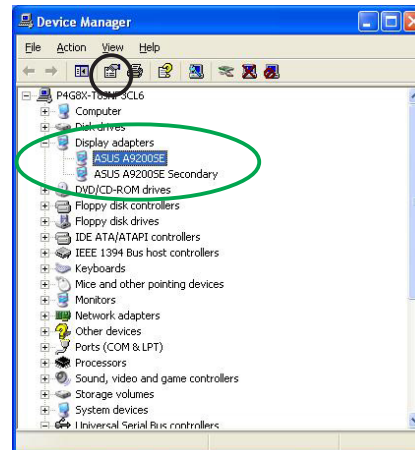 Device Manager
File Action View Help
Computer
Disk drives
Display adapters
ASUS A9200SE
ASUS A9200SE Secondary
DVD/CD-ROM drives
Floppy disk controllers
Floppy disk drives
IDE ATA/ATAPI controllers
IEEE 1394 Bus host controllers
Keyboards
Mice and other pointing devices
Monitors
Network adapters
Other devices
Ports (COM & LPT)
Processors
Sound, video and game controllers
Storage volumes
System devices
Universal Serial Bus controllers